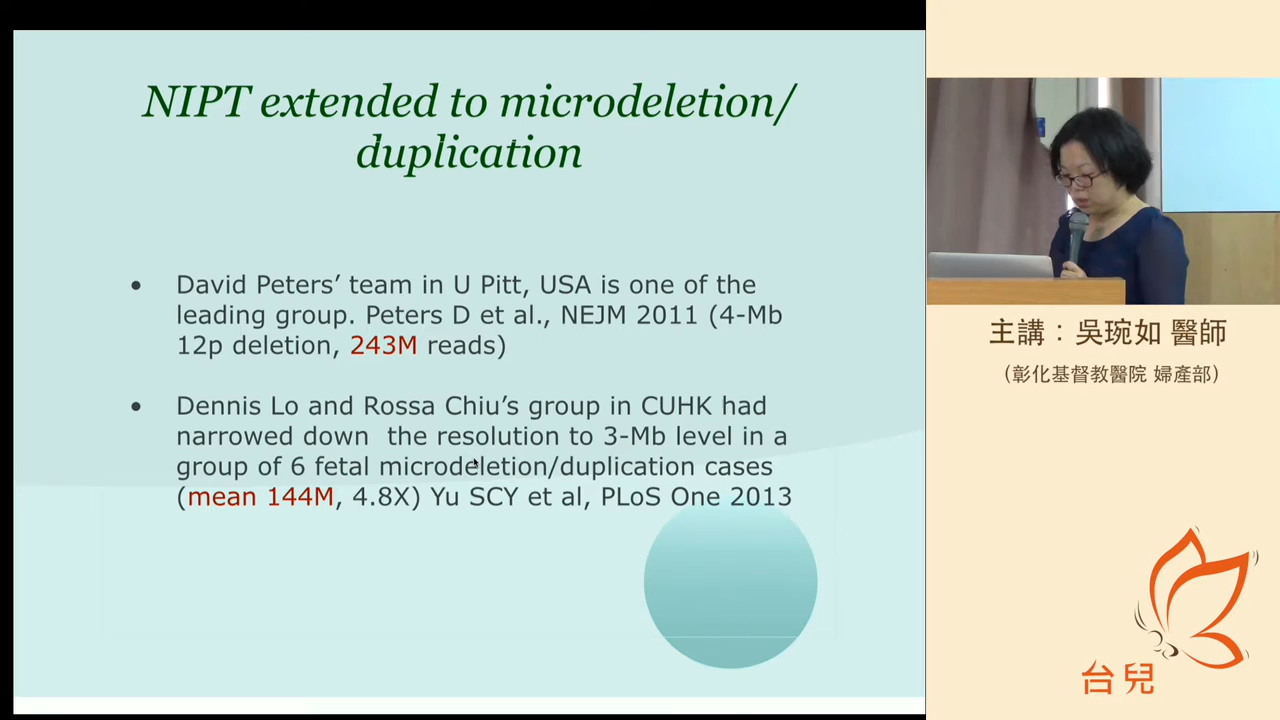 NIPT extended to microdeletion/
duplication
• David Peters’ team in U Pitt, USA is one of the
leading group. Peters D et al., NEJM 2011 (4-Mb
12p deletion, 243M reads)
• Dennis Lo and Rossa Chiu’s group in CUHK had
narrowed down the resolution to 3-Mb level in a
group of 6 fetal microdeletion/duplication cases
(mean 144M, 4.8X) Yu SCY et al, PLoS One 2013
主講：吳琬如 醫師
（彰化基督教醫院 婦產部）
台兒